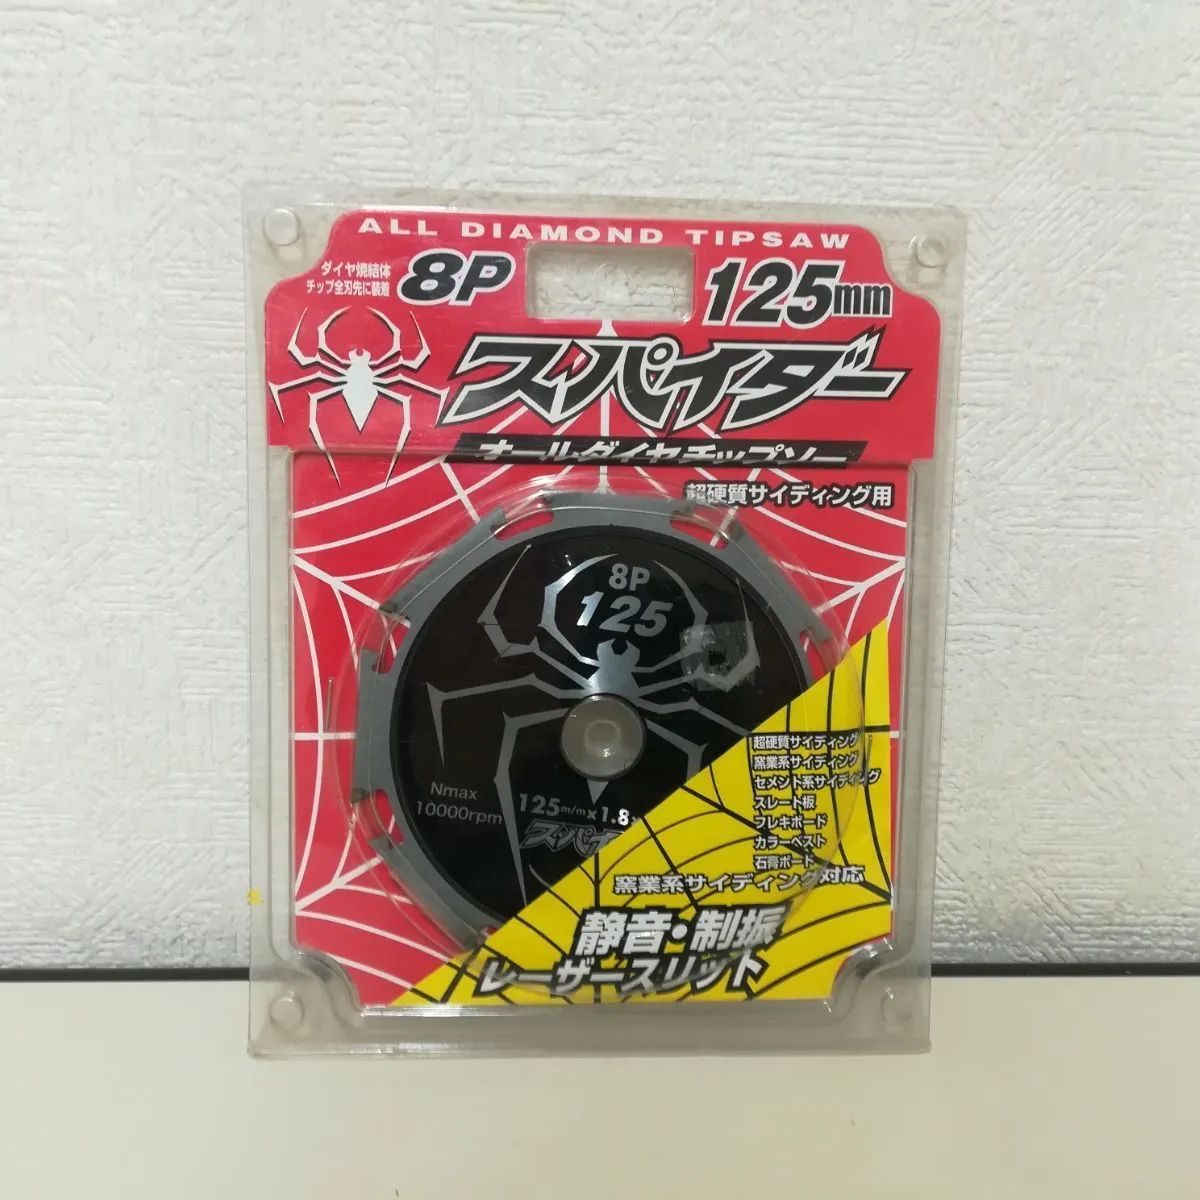 ALL DIAMOND TIPSAW
ダイヤ焼結体
チップ全刃先に装着
8P
125mm
スパイダー
オールダイヤチップソー
超硬質サイディング用
8P
125
Nmax
10000rpm
125m/m×1.8
スパイ
超硬質サイディング
窯業系サイディング
セメント系サイディング
スレート板
フレキボード
カラーベスト
石膏ボード
窯業系サイディング対応
静音・制振
レーザースリット